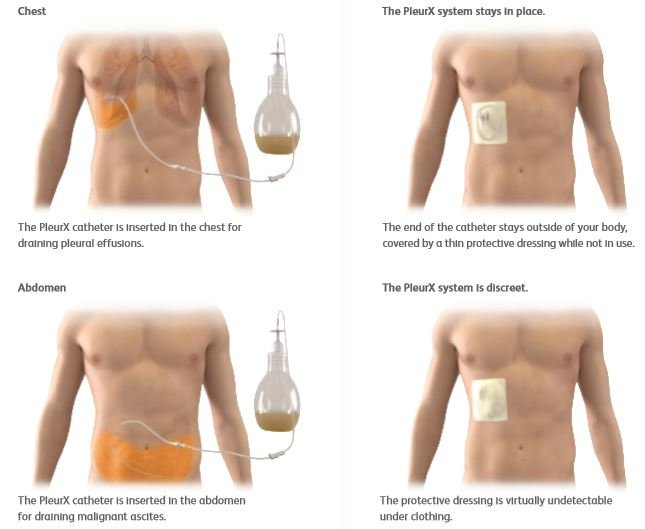 Chest
The PleurX catheter is inserted in the chest for
draining pleural effusions.
The PleurX system stays in place.
The end of the catheter stays outside of your body,
covered by a thin protective dressing while not in use.
Abdomen
The PleurX catheter is inserted in the abdomen
for draining malignant ascites.
The PleurX system is discreet.
The protective dressing is virtually undetectable
under clothing.